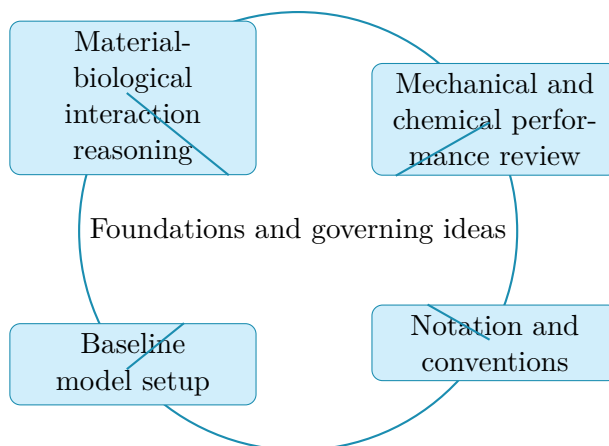 Material-
biological
interaction
reasoning
Mechanical and
chemical perfor-
mance review
Foundations and governing ideas
Baseline
model setup
Notation and
conventions